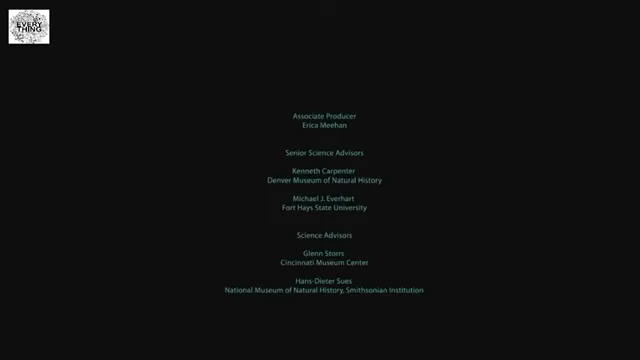 EVERY
THING
Associate Producer
Erica Meehan
Senior Science Advisors
Kenneth Carpenter
Denver Museum of Natural History
Michael J. Everhart
Fort Hays State University
Science Advisors
Glenn Storrs
Cincinnati Museum Center
Hans-Dieter Sues
National Museum of Natural History, Smithsonian Institution